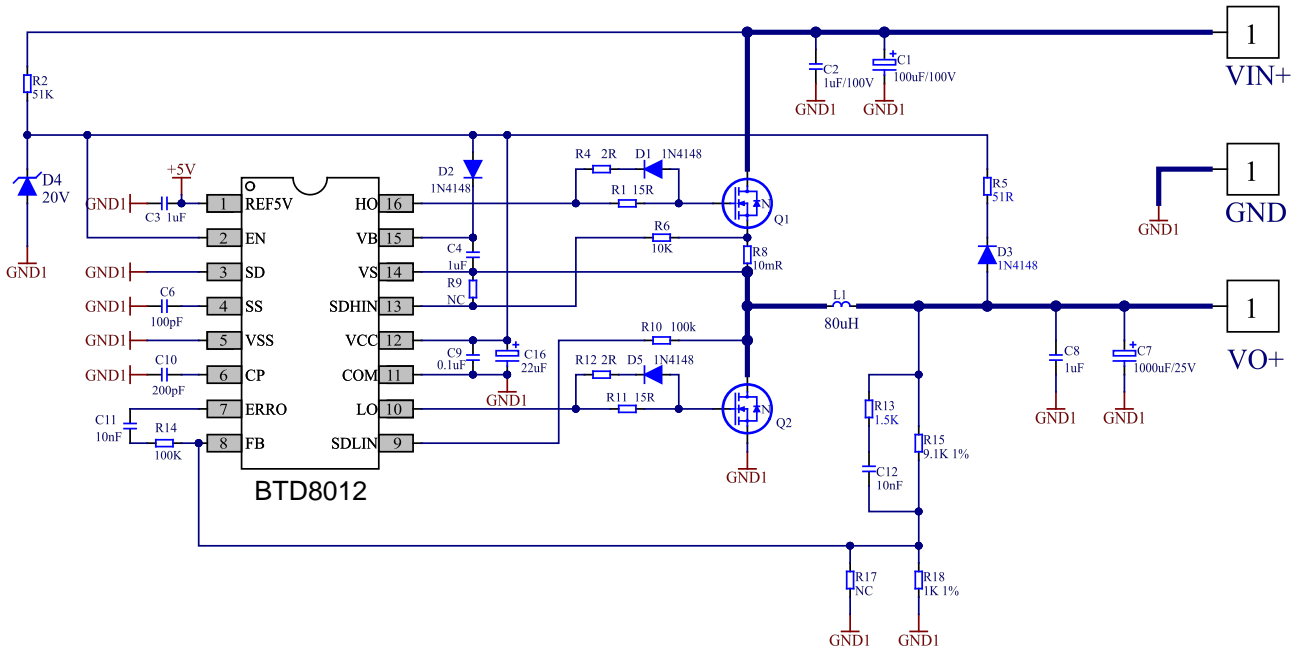 1
VIN+
C2
1uF/100V
GND1
+
C1
100uF/100V
GND1
R2
51K
D4
20V
GND1
1
GND
GND1
+5V
GND1
C3 1uF
1 REF5V
2 EN
GND1
3 SD
GND1
C6
100pF
4 SS
GND1
5 VSS
GND1
C10
200pF
6 CP
C11
10nF
R14
100K
7 ERRO
8 FB
HO 16
VB 15
VS 14
SDHIN 13
VCC 12
COM 11
LO 10
SDLIN 9
BTD8012
D2
1N4148
C4
1uF
R9
NC
C9
0.1uF
+
C16
22uF
GND1
R4 2R D1 1N4148
R1 15R
N
Q1
R6
10K
R8
10mR
R10 100k
R12 2R D5 1N4148
R11 15R
N
Q2
GND1
R5
51R
D3
1N4148
L1
80uH
1
VO+
C8
1uF
GND1
+
C7
1000uF/25V
GND1
R13
1.5K
C12
10nF
R15
9.1K 1%
R17
NC
GND1
R18
1K 1%
GND1